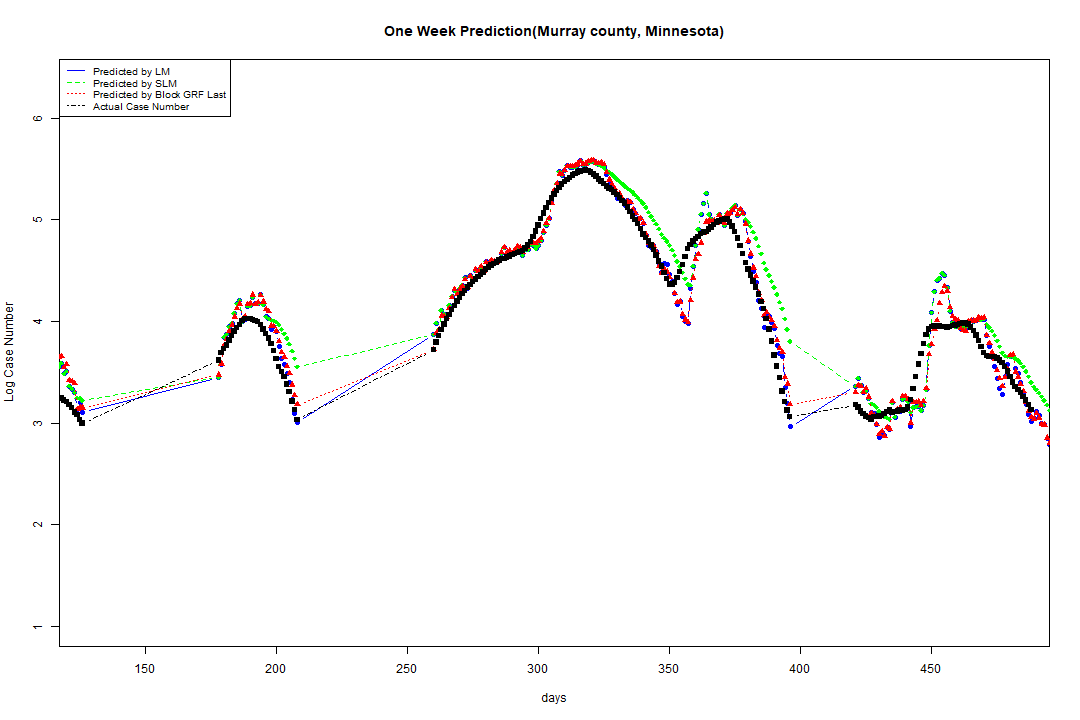 One Week Prediction(Murray county, Minnesota)
Predicted by LM
Predicted by SLM
Predicted by Block GRF Last
Actual Case Number
6
5
4
3
2
1
Log Case Number
150 200 250 300 350 400 450
days